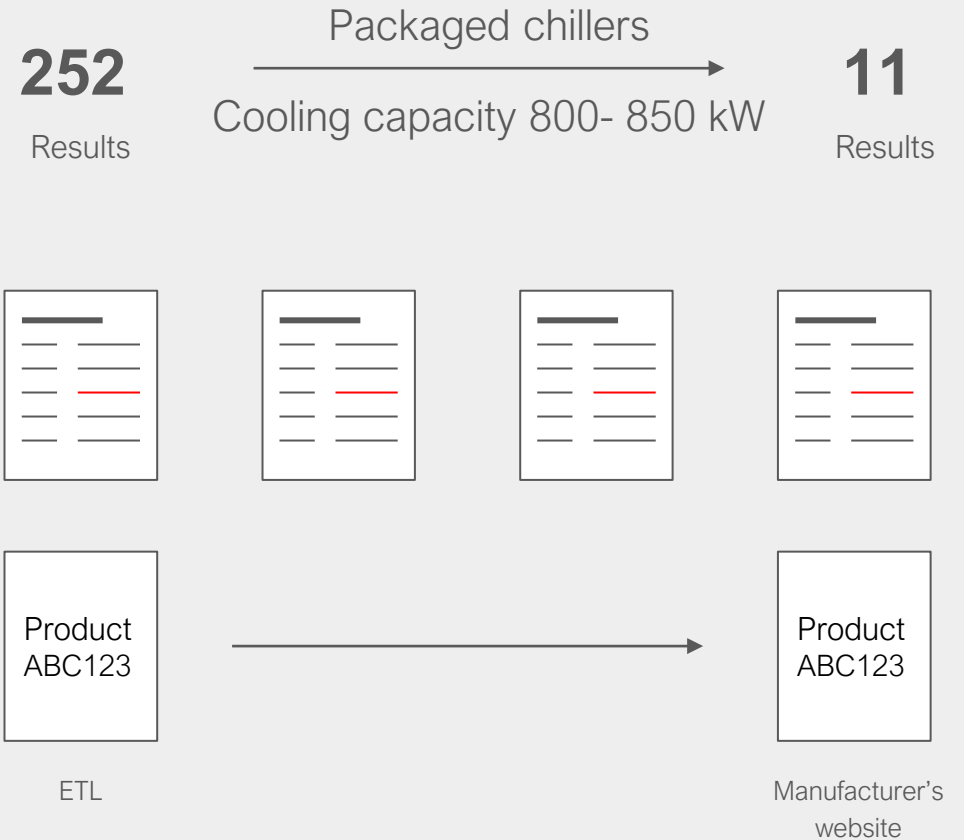 Packaged chillers
252
11
Cooling capacity 800- 850 kW
Results
Results
Product
ABC123
Product
ABC123
ETL
Manufacturer's
website